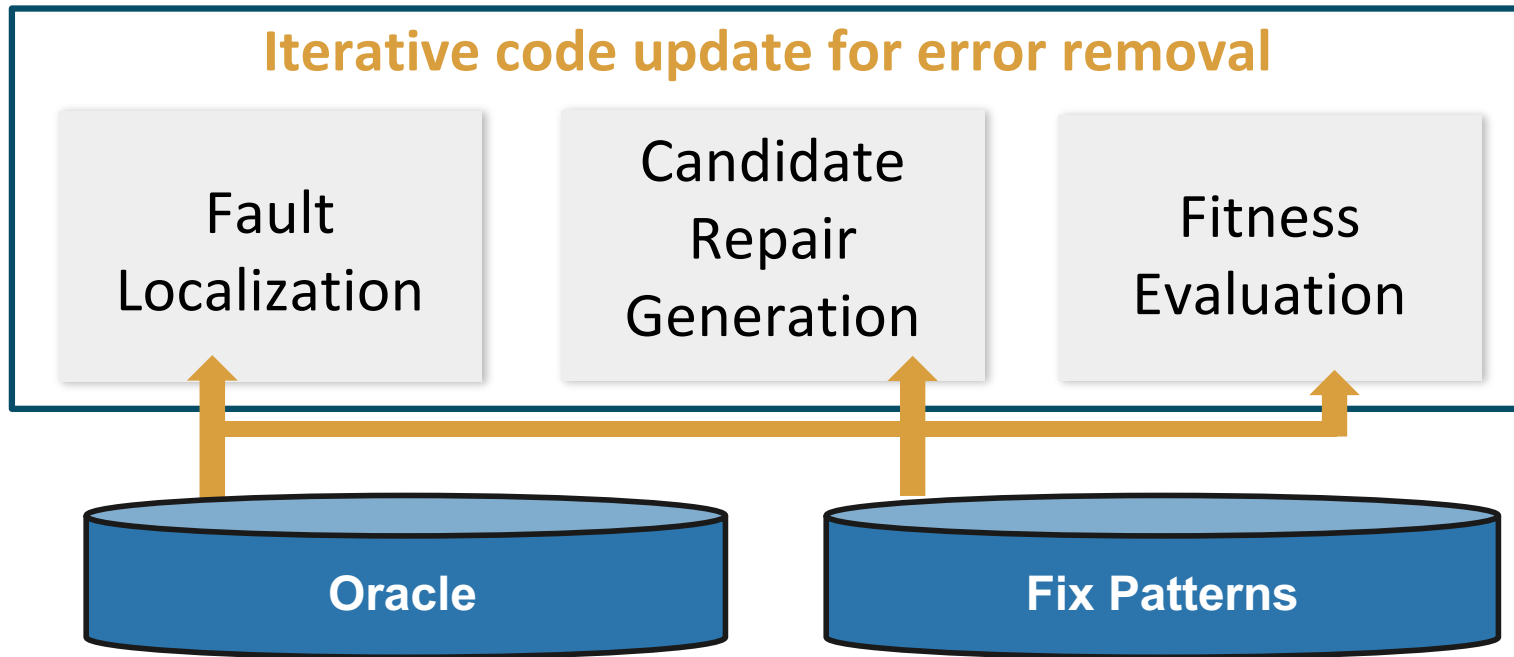 Iterative code update for error removal
Fault
Localization
Candidate
Repair
Generation
Fitness
Evaluation
Oracle
Fix Patterns